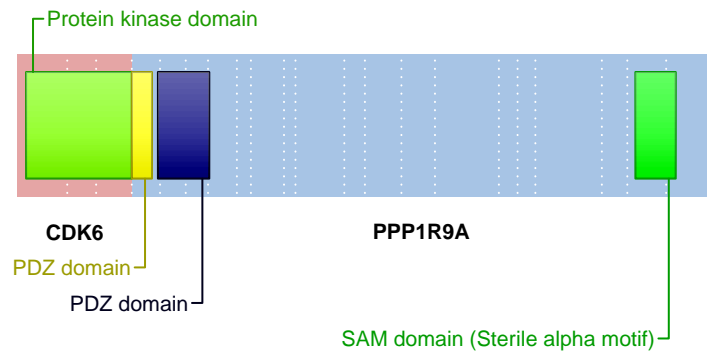 Protein kinase domain
CDK6
PPP1R9A
PDZ domain
PDZ domain
SAM domain (Sterile alpha motif)